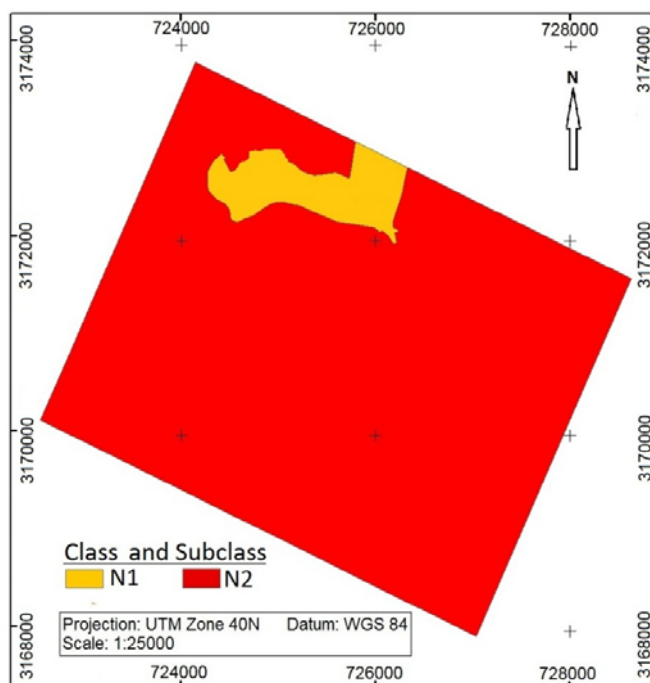 724000 726000 728000
3174000 3174000
N
3172000 3172000
3170000 3170000
Class and Subclass
N1 N2
Projection: UTM Zone 40N Datum: WGS 84
Scale: 1:25000
3168000 3168000
724000 726000 728000